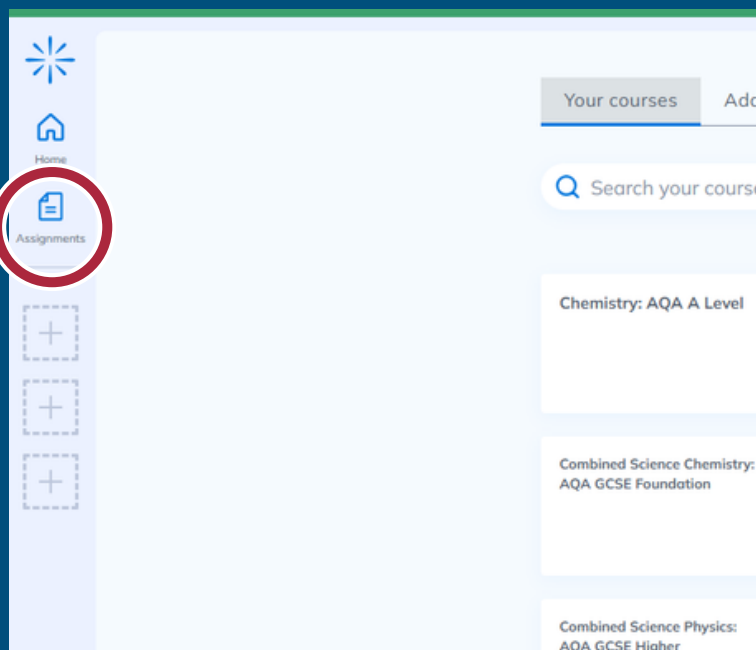 Home
Assignments
Your courses
Search your
Chemistry: AQA A Level
Combined Science Chemistry:
AQA GCSE Foundation
Combined Science Physics:
AQA GCSE Higher